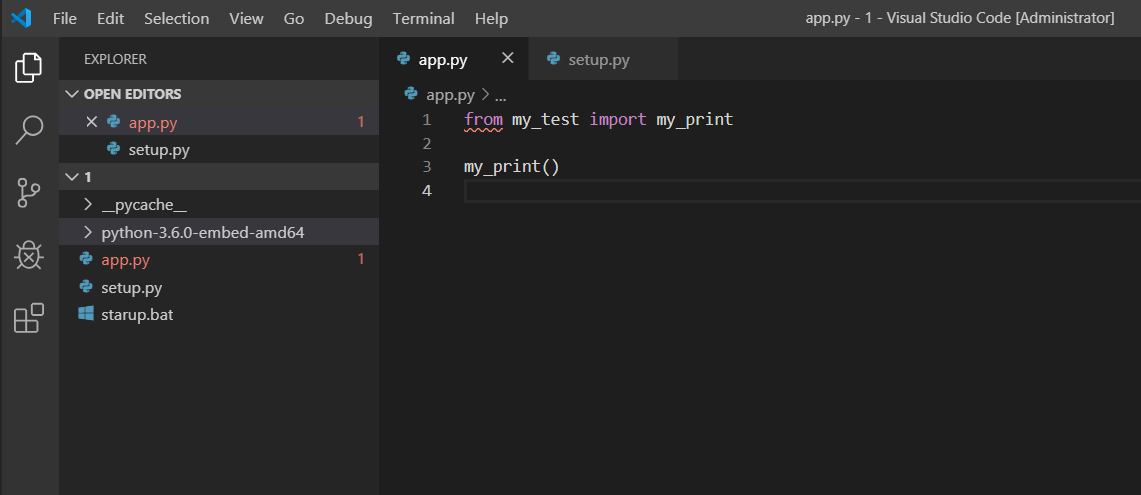 File Edit Selection View Go Debug Terminal Help app.py - 1 - Visual Studio Code [Administrator]
EXPLORER
OPEN EDITORS
app.py 1
setup.py
1
__pycache__
python-3.6.0-embed-amd64
app.py 1
setup.py
starup.bat
app.py setup.py
app.py > ...
1 from my_test import my_print
2
3 my_print()
4